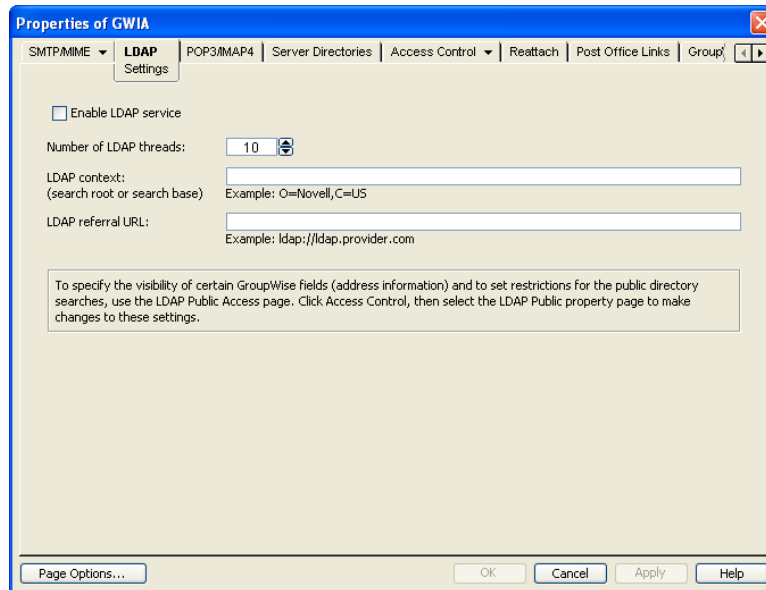 Properties of GWIA
SMTP/MIME LDAP POP3/IMAP4 Server Directories Access Control Reattach Post Office Links Group
Settings
Enable LDAP service
Number of LDAP threads: 10
LDAP context:
(search root or search base) Example: O=Novell,C=US
LDAP referral URL:
Example: ldap://ldap.provider.com
To specify the visibility of certain GroupWise fields (address information) and to set restrictions for the public directory
searches, use the LDAP Public Access page. Click Access Control, then select the LDAP Public property page to make
changes to these settings.
Page Options... OK Cancel Apply Help